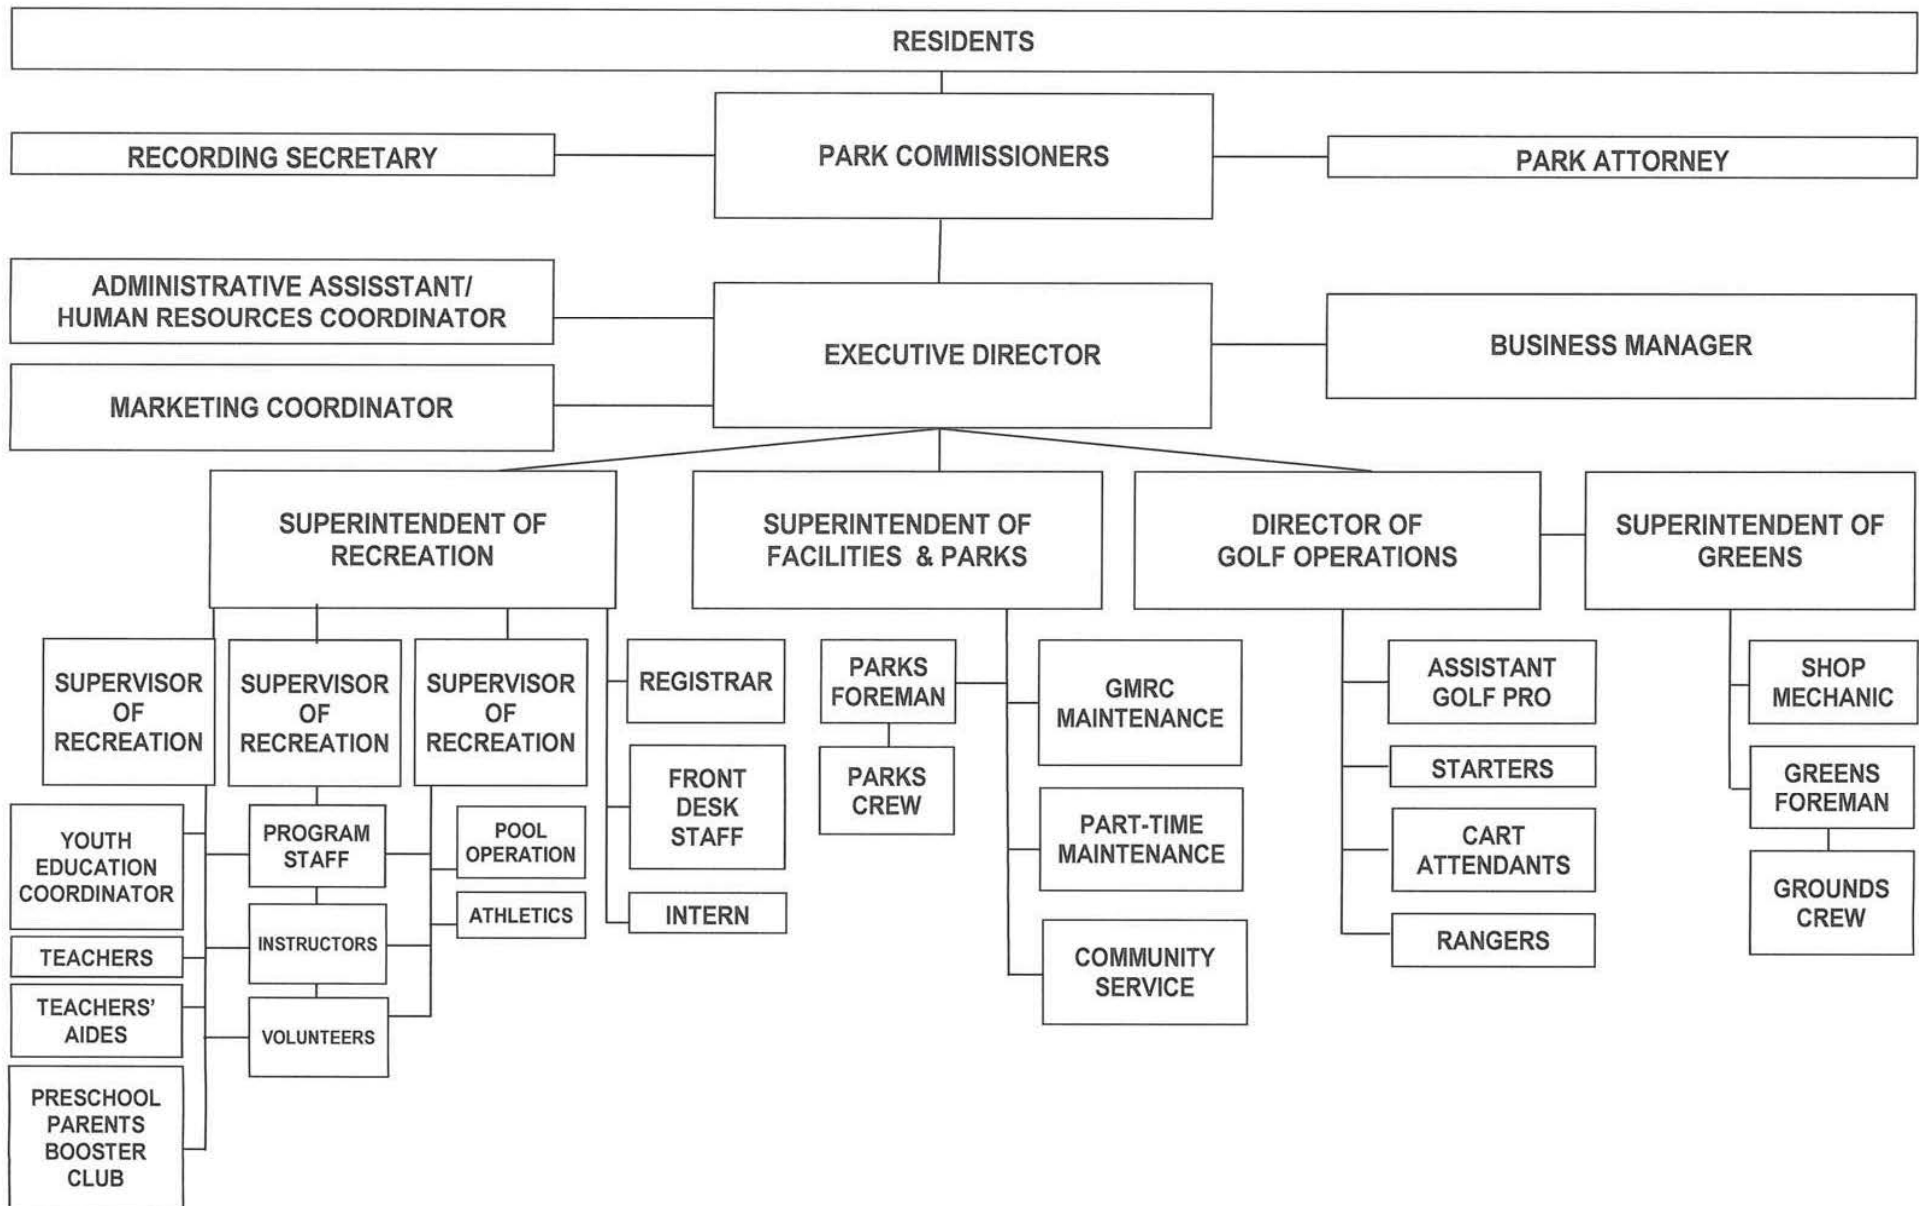 RESIDENTS
RECORDING SECRETARY
PARK COMMISSIONERS
PARK ATTORNEY
ADMINISTRATIVE ASSISSTANT/
HUMAN RESOURCES COORDINATOR
EXECUTIVE DIRECTOR
BUSINESS MANAGER
MARKETING COORDINATOR
SUPERINTENDENT OF
RECREATION
SUPERINTENDENT OF
FACILITIES & PARKS
DIRECTOR OF
GOLF OPERATIONS
SUPERINTENDENT OF
GREENS
SUPERVISOR
OF
RECREATION
SUPERVISOR
OF
RECREATION
SUPERVISOR
OF
RECREATION
REGISTRAR
PARKS
FOREMAN
GMRC
MAINTENANCE
ASSISTANT
GOLF PRO
SHOP
MECHANIC
FRONT
DESK
STAFF
PARKS
CREW
STARTERS
GREENS
FOREMAN
YOUTH
EDUCATION
COORDINATOR
PROGRAM
STAFF
POOL
OPERATION
PART-TIME
MAINTENANCE
CART
ATTENDANTS
GROUNDS
CREW
ATHLETICS
INTERN
RANGERS
TEACHERS
INSTRUCTORS
COMMUNITY
SERVICE
TEACHERS'
AIDES
VOLUNTEERS
PRESCHOOL
PARENTS
BOOSTER
CLUB